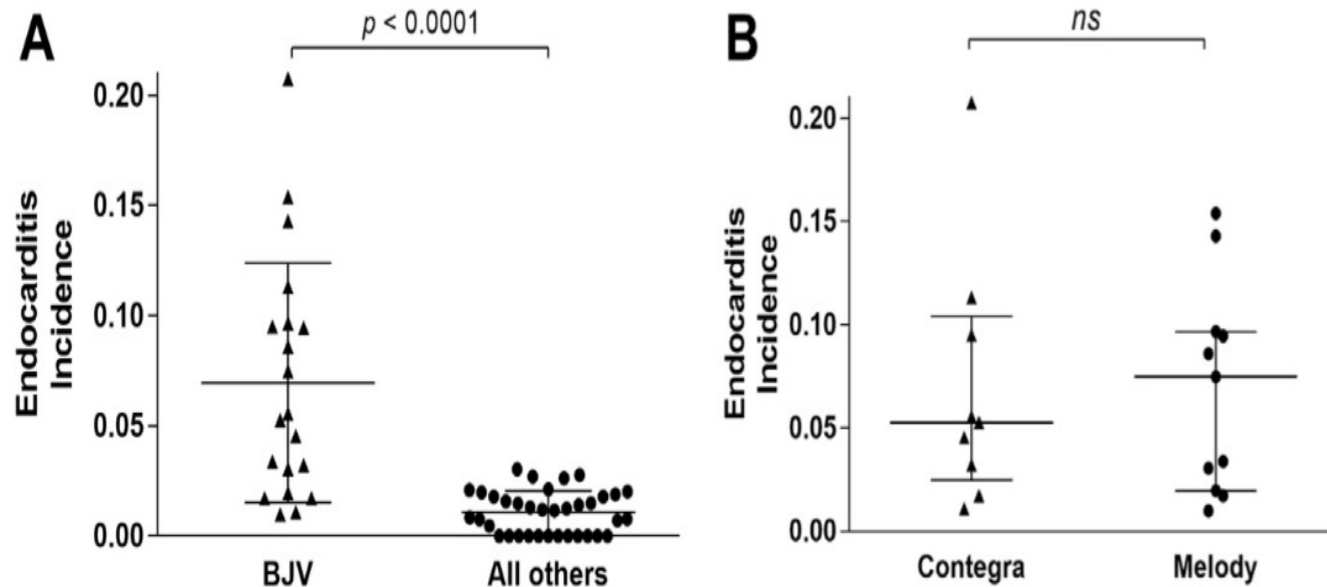 A
p < 0.0001
0.20
0.15
0.10
0.05
0.00
Endocarditis
Incidence
BJV
All others
B
ns
0.20
0.15
0.10
0.05
0.00
Endocarditis
Incidence
Contegra
Melody